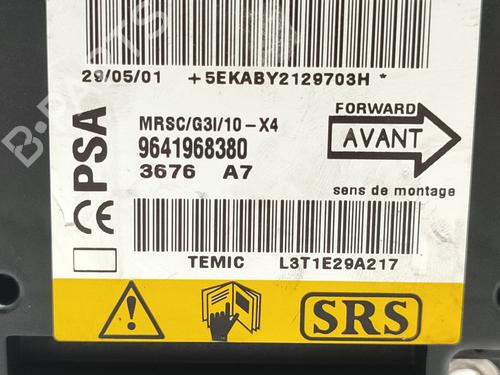 29/05/01 +5EKABY2129703H *
PSA
MRSC/G3I/10-X4
9641968380
3676 A7
FORWARD
AVANT
sens de montage
CE
TEMIC L3T1E29A217
SRS